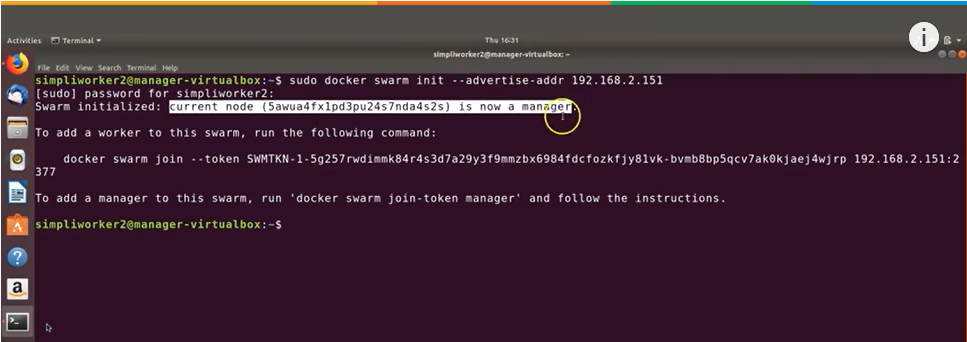 Activities Terminal Thu 16:31
simpliworker2@manager-virtualbox: ~
File Edit View Search Terminal Help
simpliworker2@manager-virtualbox:~$ sudo docker swarm init --advertise-addr 192.168.2.151
[sudo] password for simpliworker2:
Swarm initialized: current node (5awua4fx1pd3pu24s7nda4s2s) is now a manager.
To add a worker to this swarm, run the following command:
docker swarm join --token SWMTKN-1-5g257rwdimmk84r4s3d7a29y3f9mmzbx6984fdcfozkfjy81vk-bvmb8bp5qcv7ak0kjaej4wjrp 192.168.2.151:2
377
To add a manager to this swarm, run 'docker swarm join-token manager' and follow the instructions.
simpliworker2@manager-virtualbox:~$